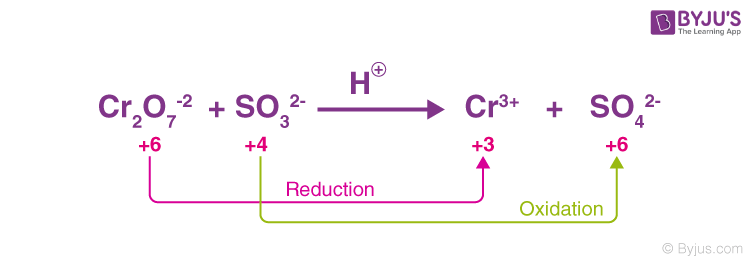 BYJU'S
The Learning App
H⊕
Cr₂O₇⁻² + SO₃²⁻ ⟶ Cr³⁺ + SO₄²⁻
+6 +4 +3 +6
Reduction
Oxidation
© Byjus.com